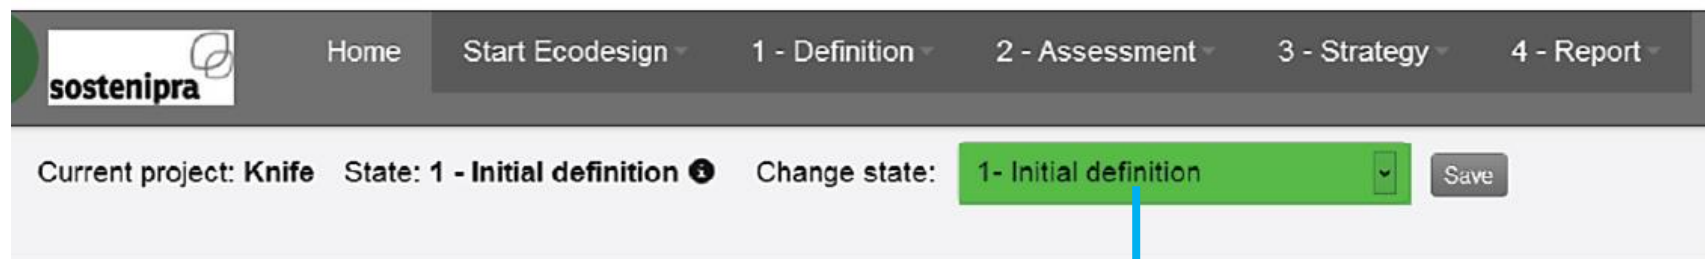 sostenipra
Home Start Ecodesign 1 - Definition 2 - Assessment 3 - Strategy 4 - Report
Current project: Knife State: 1 - Initial definition Change state: 1- Initial definition Save